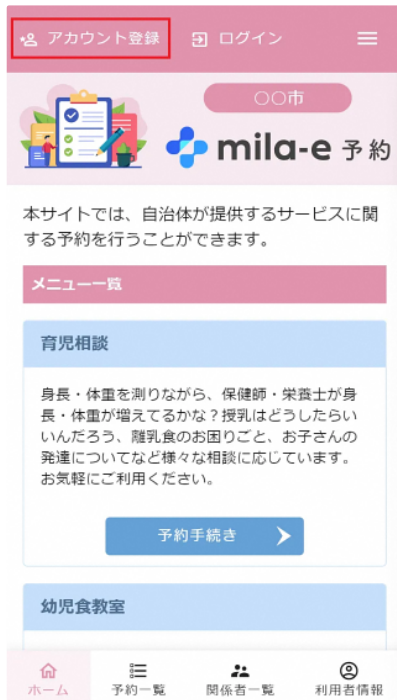 アカウント登録 ログイン
〇〇市
mila-e 予約
本サイトでは、自治体が提供するサービスに関
する予約を行うことができます。
メニュー一覧
育児相談
身長・体重を測りながら、保健師・栄養士が身
長・体重が増えてるかな？授乳はどうしたらい
いんだろう、離乳食のお困りごと、お子さんの
発達についてなど様々な相談に応じています。
お気軽にご利用ください。
予約手続き
幼児食教室
ホーム 予約一覧 関係者一覧 利用者情報